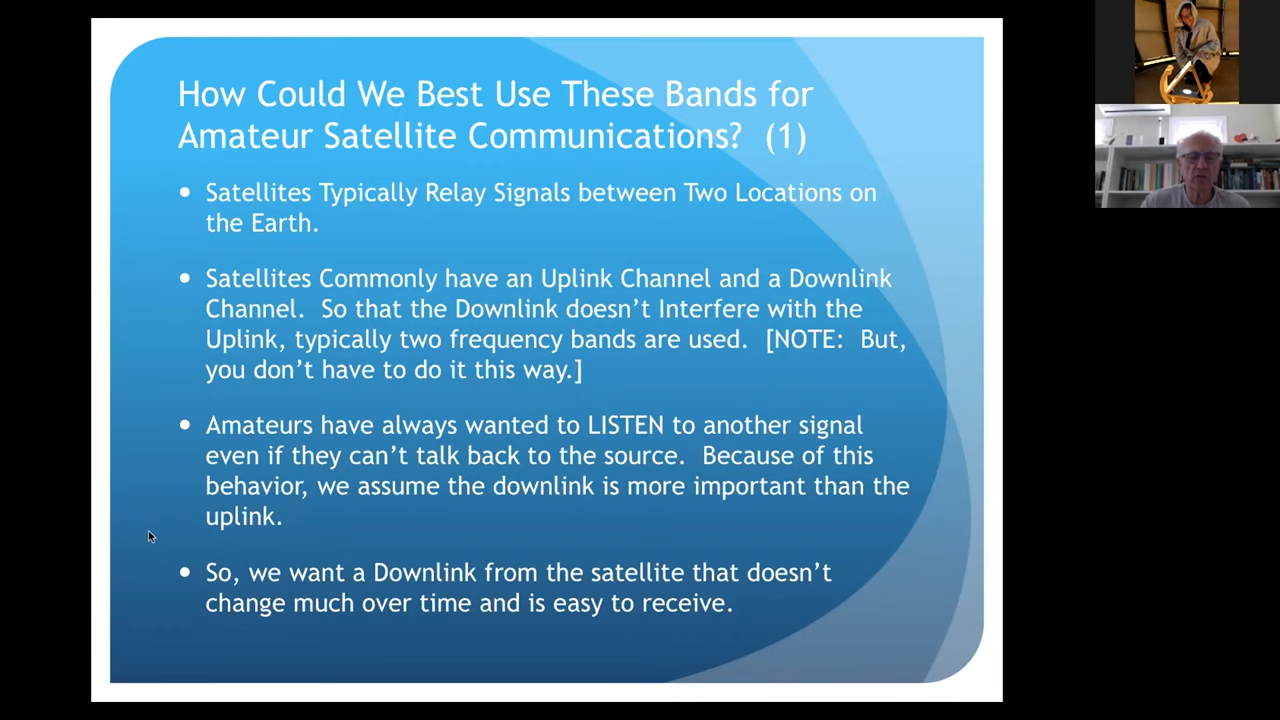 How Could We Best Use These Bands for
Amateur Satellite Communications? (1)
• Satellites Typically Relay Signals between Two Locations on
the Earth.
• Satellites Commonly have an Uplink Channel and a Downlink
Channel. So that the Downlink doesn’t Interfere with the
Uplink, typically two frequency bands are used. [NOTE: But,
you don’t have to do it this way.]
• Amateurs have always wanted to LISTEN to another signal
even if they can’t talk back to the source. Because of this
behavior, we assume the downlink is more important than the
uplink.
• So, we want a Downlink from the satellite that doesn’t
change much over time and is easy to receive.